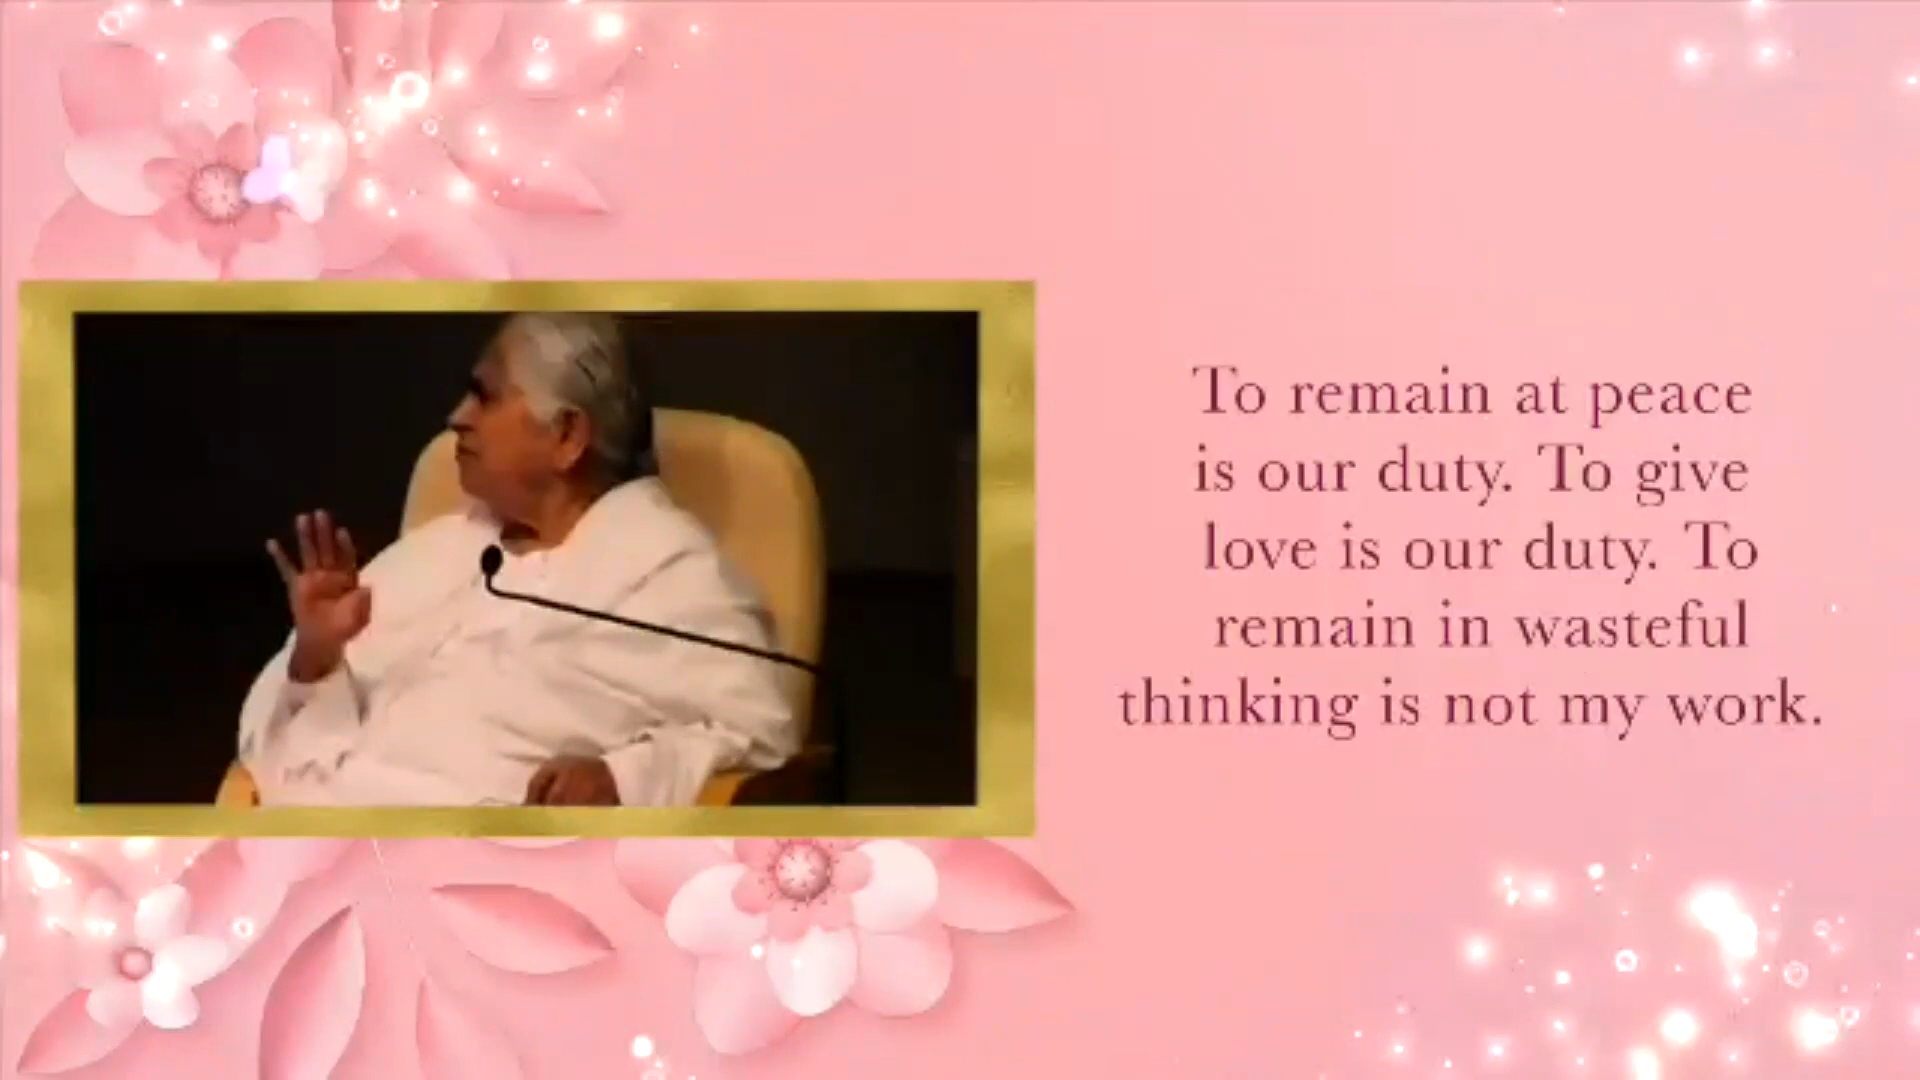 To remain at peace
is our duty. To give
love is our duty. To
remain in wasteful
thinking is not my work.